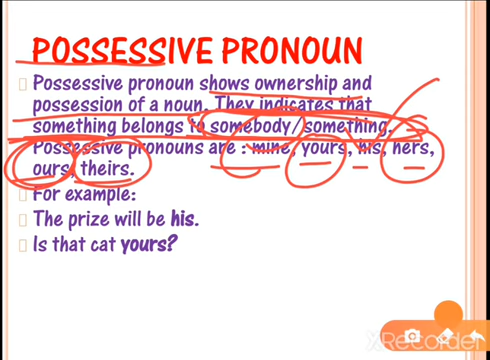 POSSESSIVE PRONOUN
Possessive pronoun shows ownership and
possession of a noun. They indicates that
something belongs to somebody/ something.
Possessive pronouns are : mine, yours, his, hers,
ours, theirs.
For example:
The prize will be his.
Is that cat yours?
XRecorder